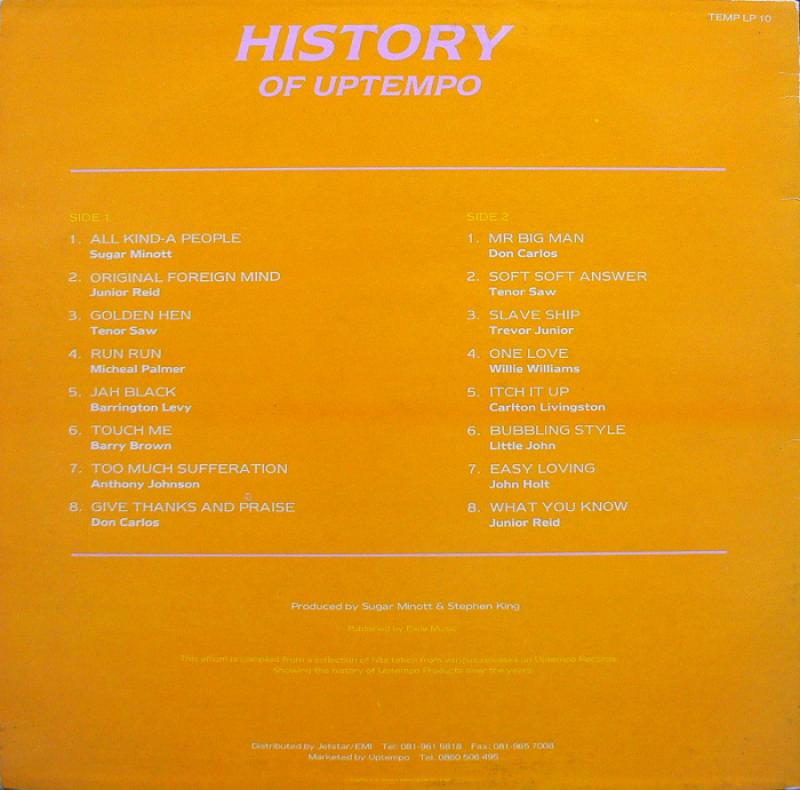 TEMP LP 10
HISTORY
OF UPTEMPO
SIDE 1
1. ALL KIND-A PEOPLE
Sugar Minott
2. ORIGINAL FOREIGN MIND
Junior Reid
3. GOLDEN HEN
Tenor Saw
4. RUN RUN
Micheal Palmer
5. JAH BLACK
Barrington Levy
6. TOUCH ME
Barry Brown
7. TOO MUCH SUFFERATION
Anthony Johnson
8. GIVE THANKS AND PRAISE
Don Carlos
SIDE 2
1. MR BIG MAN
Don Carlos
2. SOFT SOFT ANSWER
Tenor Saw
3. SLAVE SHIP
Trevor Junior
4. ONE LOVE
Willie Williams
5. ITCH IT UP
Carlton Livingston
6. BUBBLING STYLE
Little John
7. EASY LOVING
John Holt
8. WHAT YOU KNOW
Junior Reid
Produced by Sugar Minott & Stephen King
Published by Exile Music
This album is compiled from a selection of hits taken from various releases on Uptempo Records
Showing the history of Uptempo Products over the years.
Distributed by Jetstar/EMI Tel: 081-961 5818 Fax: 081-965 7008
Marketed by Uptempo Tel. 0860 506 495